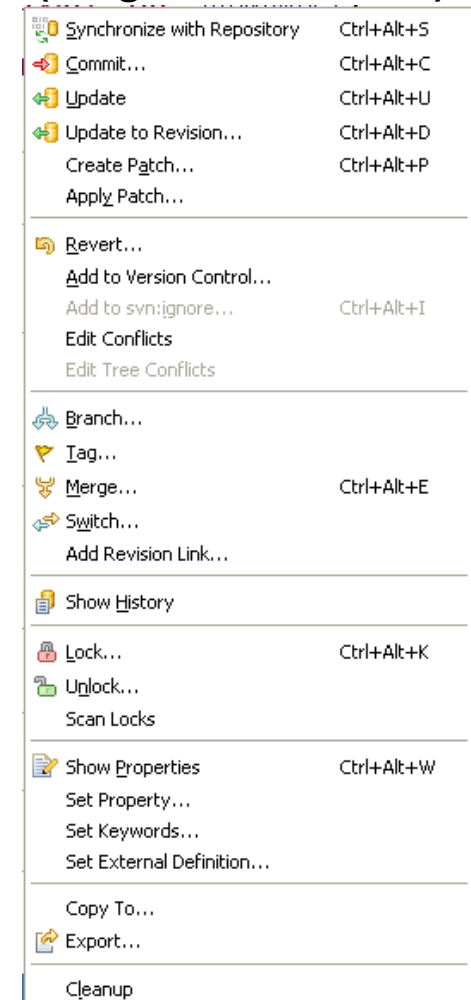 Synchronize with Repository Ctrl+Alt+S
Commit... Ctrl+Alt+C
Update Ctrl+Alt+U
Update to Revision... Ctrl+Alt+D
Create Patch... Ctrl+Alt+P
Apply Patch...
Revert...
Add to Version Control...
Add to svn:ignore... Ctrl+Alt+I
Edit Conflicts
Edit Tree Conflicts
Branch...
Tag...
Merge... Ctrl+Alt+E
Switch...
Add Revision Link...
Show History
Lock... Ctrl+Alt+K
Unlock...
Scan Locks
Show Properties Ctrl+Alt+W
Set Property...
Set Keywords...
Set External Definition...
Copy To...
Export...
Cleanup